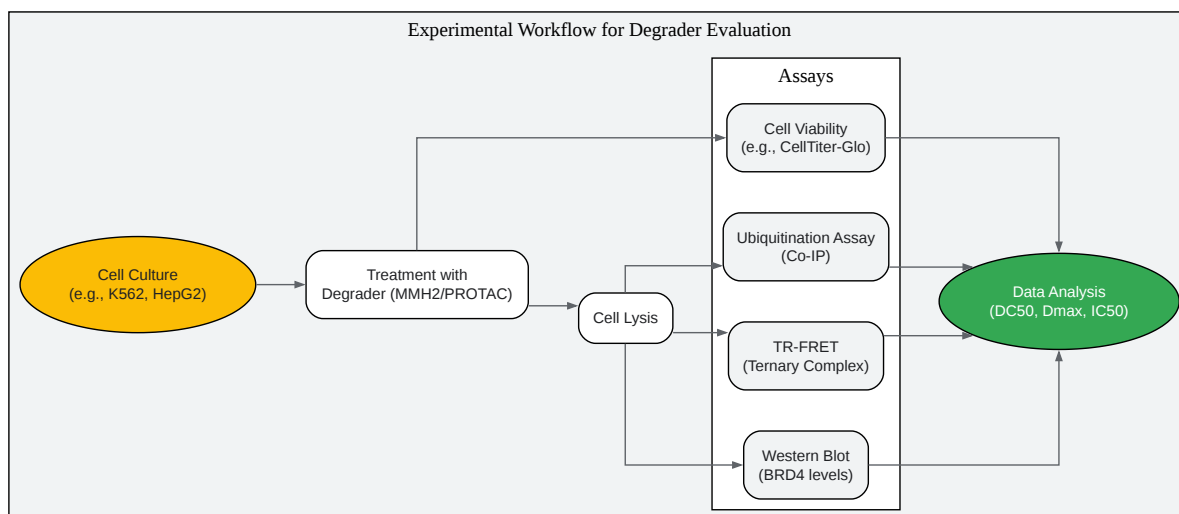 Experimental Workflow for Degrader Evaluation
Assays
Cell Viability
(e.g., CellTiter-Glo)
Ubiquitination Assay
(Co-IP)
Cell Culture
(e.g., K562, HepG2)
Treatment with
Degrader (MMH2/PROTAC)
Cell Lysis
TR-FRET
(Ternary Complex)
Western Blot
(BRD4 levels)
Data Analysis
(DC50, Dmax, IC50)